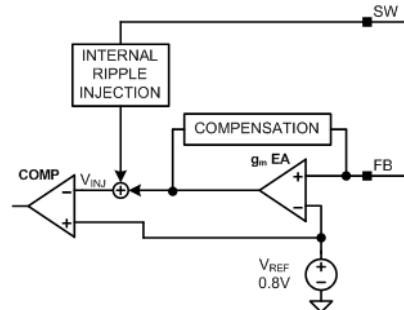 SW
INTERNAL
RIPPLE
INJECTION
COMPENSATION
gm EA
FB
COMP
VINJ
+
−
+
+
−
VREF
0.8V
+
−